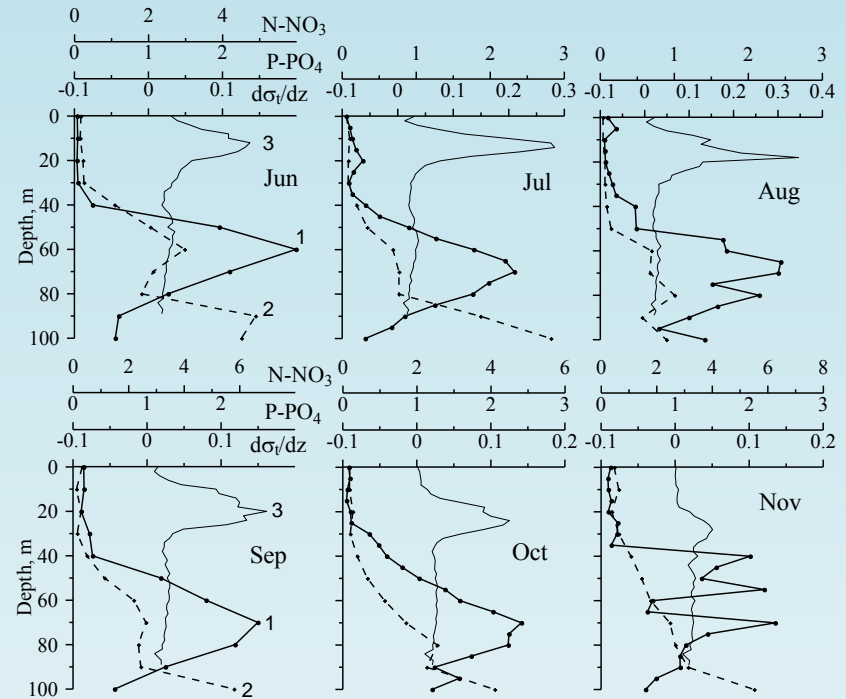 0 2 4
N-NO₃
0 1 2
P-PO₄
-0.1 0 0.1
dσₜ/dz
0 1 2 3
-0.1 0 0.1 0.2 0.3
0 1 2 3
-0.1 0 0.1 0.2 0.3 0.4
0
20
40
60
80
100
Depth, m
3
Jun
1
2
Jul
Aug
0 2 4 6
N-NO₃
0 1 2 3
P-PO₄
-0.1 0 0.1
dσₜ/dz
0 2 4 6
0 1 2 3
-0.1 0 0.1 0.2
0 2 4 6 8
0 1 2 3
-0.1 0 0.1 0.2
0
20
40
60
80
100
Depth, m
3
Sep
1
2
Oct
Nov